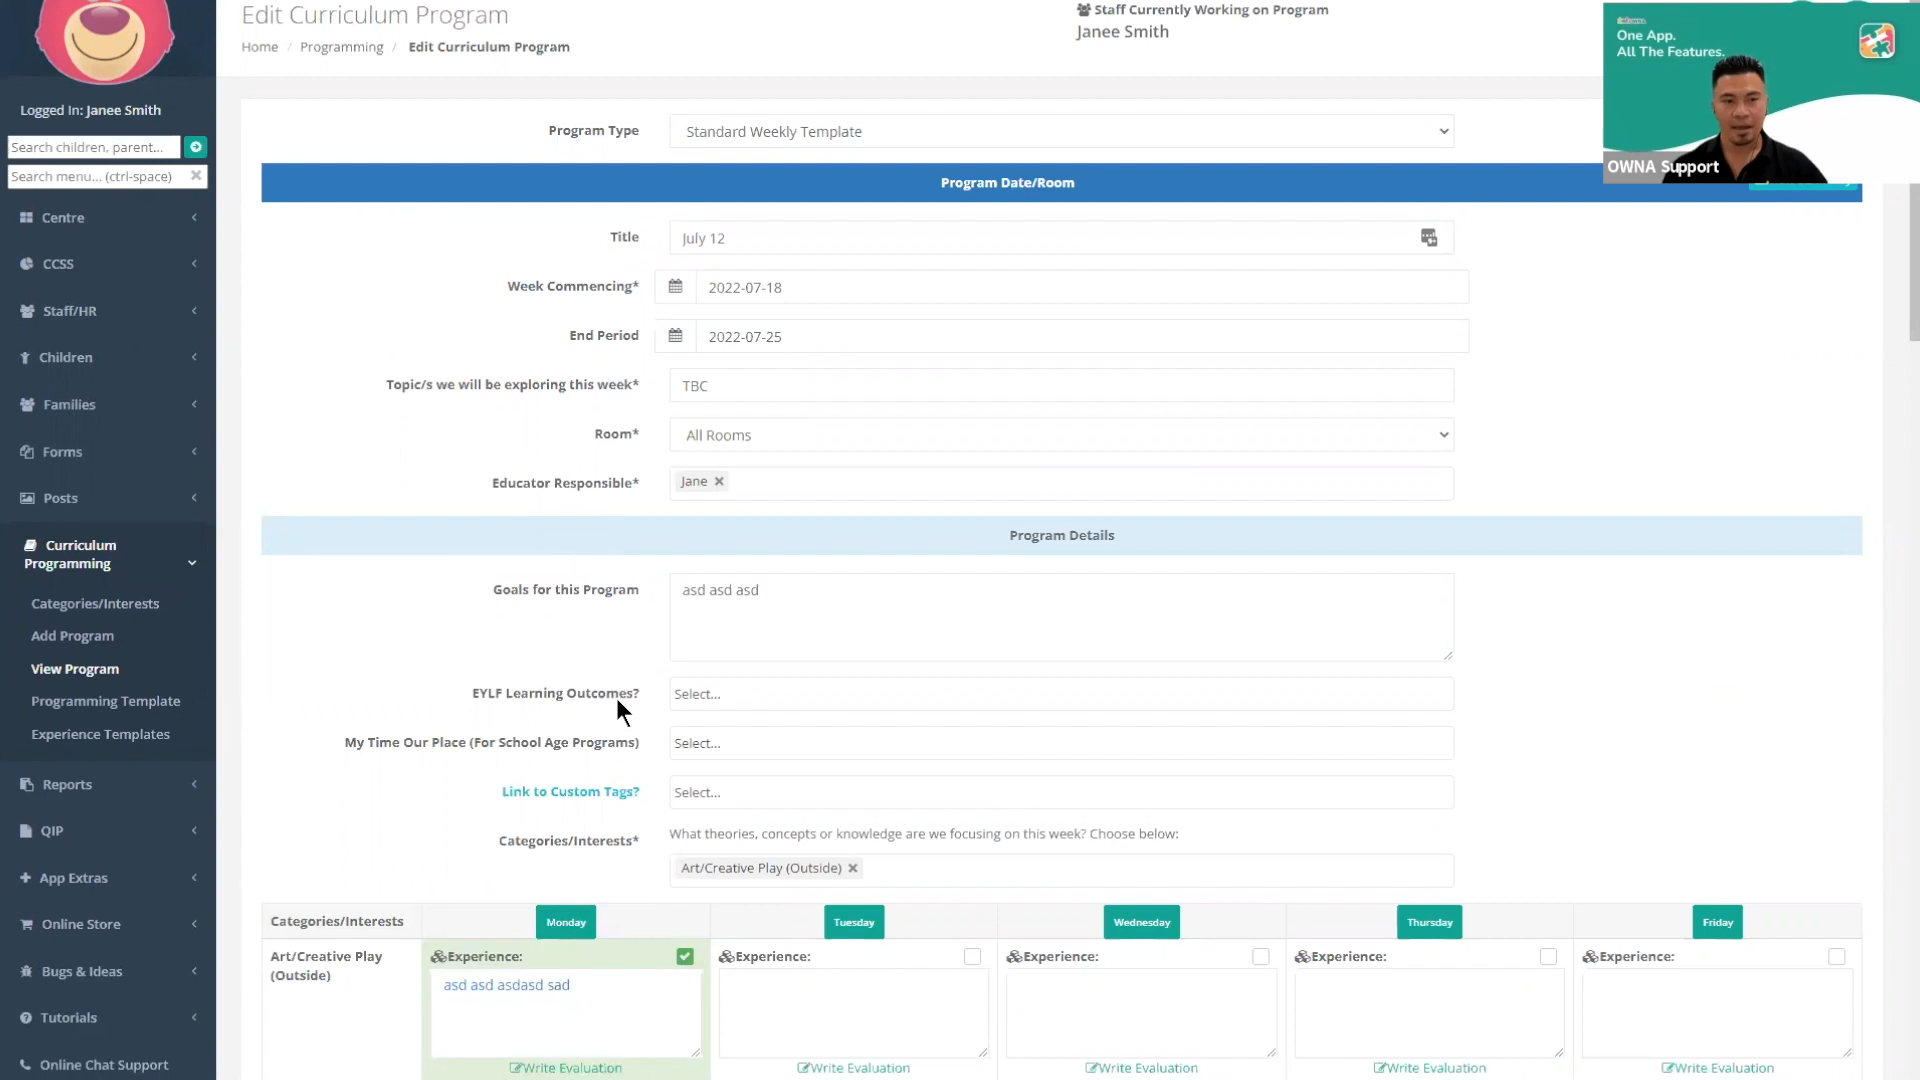 Edit Curriculum Program
Home / Programming / Edit Curriculum Program
Staff Currently Working on Program
Janee Smith
One App.
All The Features.
OWNA Support
Logged In: Janee Smith
Search children, parent...
Search menu... (ctrl-space)
Centre
CCSS
Staff/HR
Children
Families
Forms
Posts
Curriculum
Programming
Categories/Interests
Add Program
View Program
Programming Template
Experience Templates
Reports
QIP
App Extras
Online Store
Bugs & Ideas
Tutorials
Online Chat Support
Program Type Standard Weekly Template
Program Date/Room
Title July 12
Week Commencing* 2022-07-18
End Period 2022-07-25
Topic/s we will be exploring this week* TBC
Room* All Rooms
Educator Responsible* Jane
Program Details
Goals for this Program asd asd asd
EYLF Learning Outcomes? Select...
My Time Our Place (For School Age Programs) Select...
Link to Custom Tags? Select...
Categories/Interests* What theories, concepts or knowledge are we focusing on this week? Choose below:
Art/Creative Play (Outside)
Categories/Interests Monday Tuesday Wednesday Thursday Friday
Art/Creative Play
(Outside)
Experience: Experience: Experience: Experience: Experience:
asd asd asdasd sad
Write Evaluation Write Evaluation Write Evaluation Write Evaluation Write Evaluation